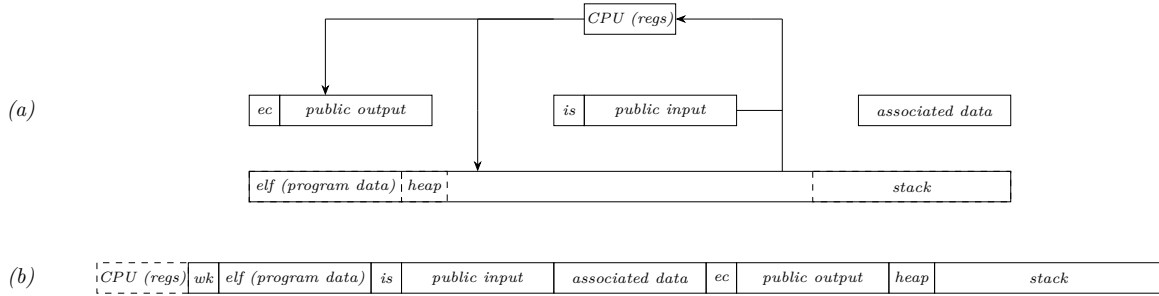 CPU (regs)
(a)
ec public output is public input associated data
elf (program data) heap stack
(b) CPU (regs) wk elf (program data) is public input associated data ec public output heap stack